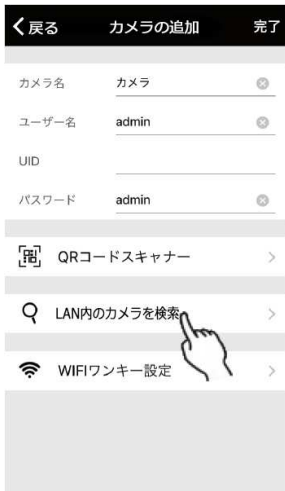 戻る カメラの追加 完了
カメラ名 カメラ
ユーザー名 admin
UID
パスワード admin
QRコードスキャナー
LAN内のカメラを検索
WIFIワンキー設定